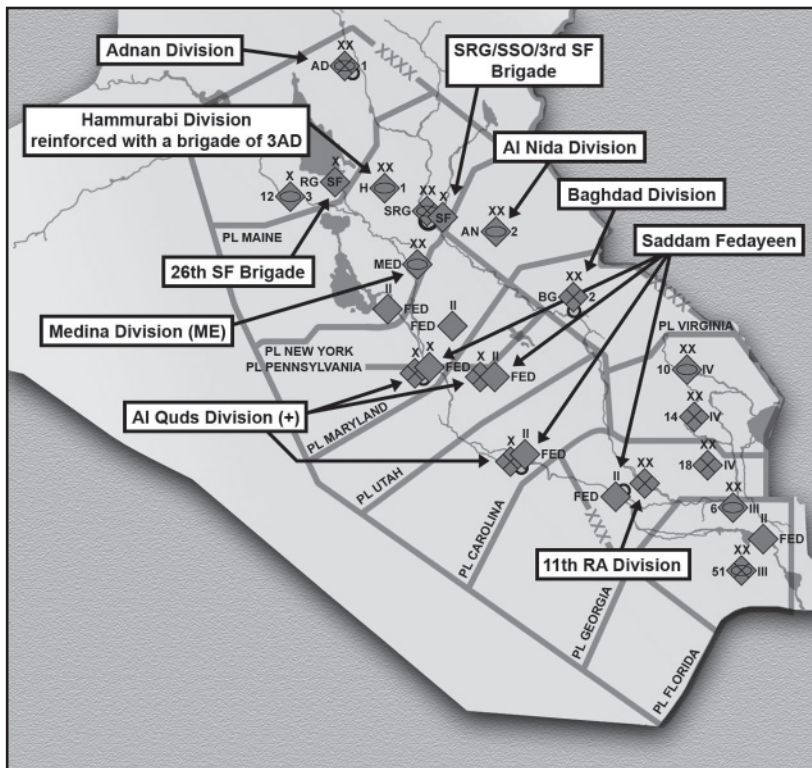 XX
AD 1
XXXX
Adnan Division
SRG/SSO/3rd SF
Brigade
Hammurabi Division
reinforced with a brigade of 3AD
Al Nida Division
Baghdad Division
Saddam Fedayeen
X
12 3
X
RG SF
XX
H 1
XX
SRG
X
SF
XX
AN 2
PL MAINE
26th SF Brigade
XX
MED
XX
BG 2
XXXX
Medina Division (ME)
II
FED
II
FED
PL NEW YORK
PL PENNSYLVANIA
PL VIRGINIA
X
II
FED
X
II
FED
XX
10 IV
Al Quds Division (+)
PL MARYLAND
PL UTAH
XX
14 IV
X
II
FED
XX
18 IV
II
FED
XX
XX
6 III
II
FED
PL CAROLINA
XXX
11th RA Division
XX
51 III
PL GEORGIA
PL FLORIDA